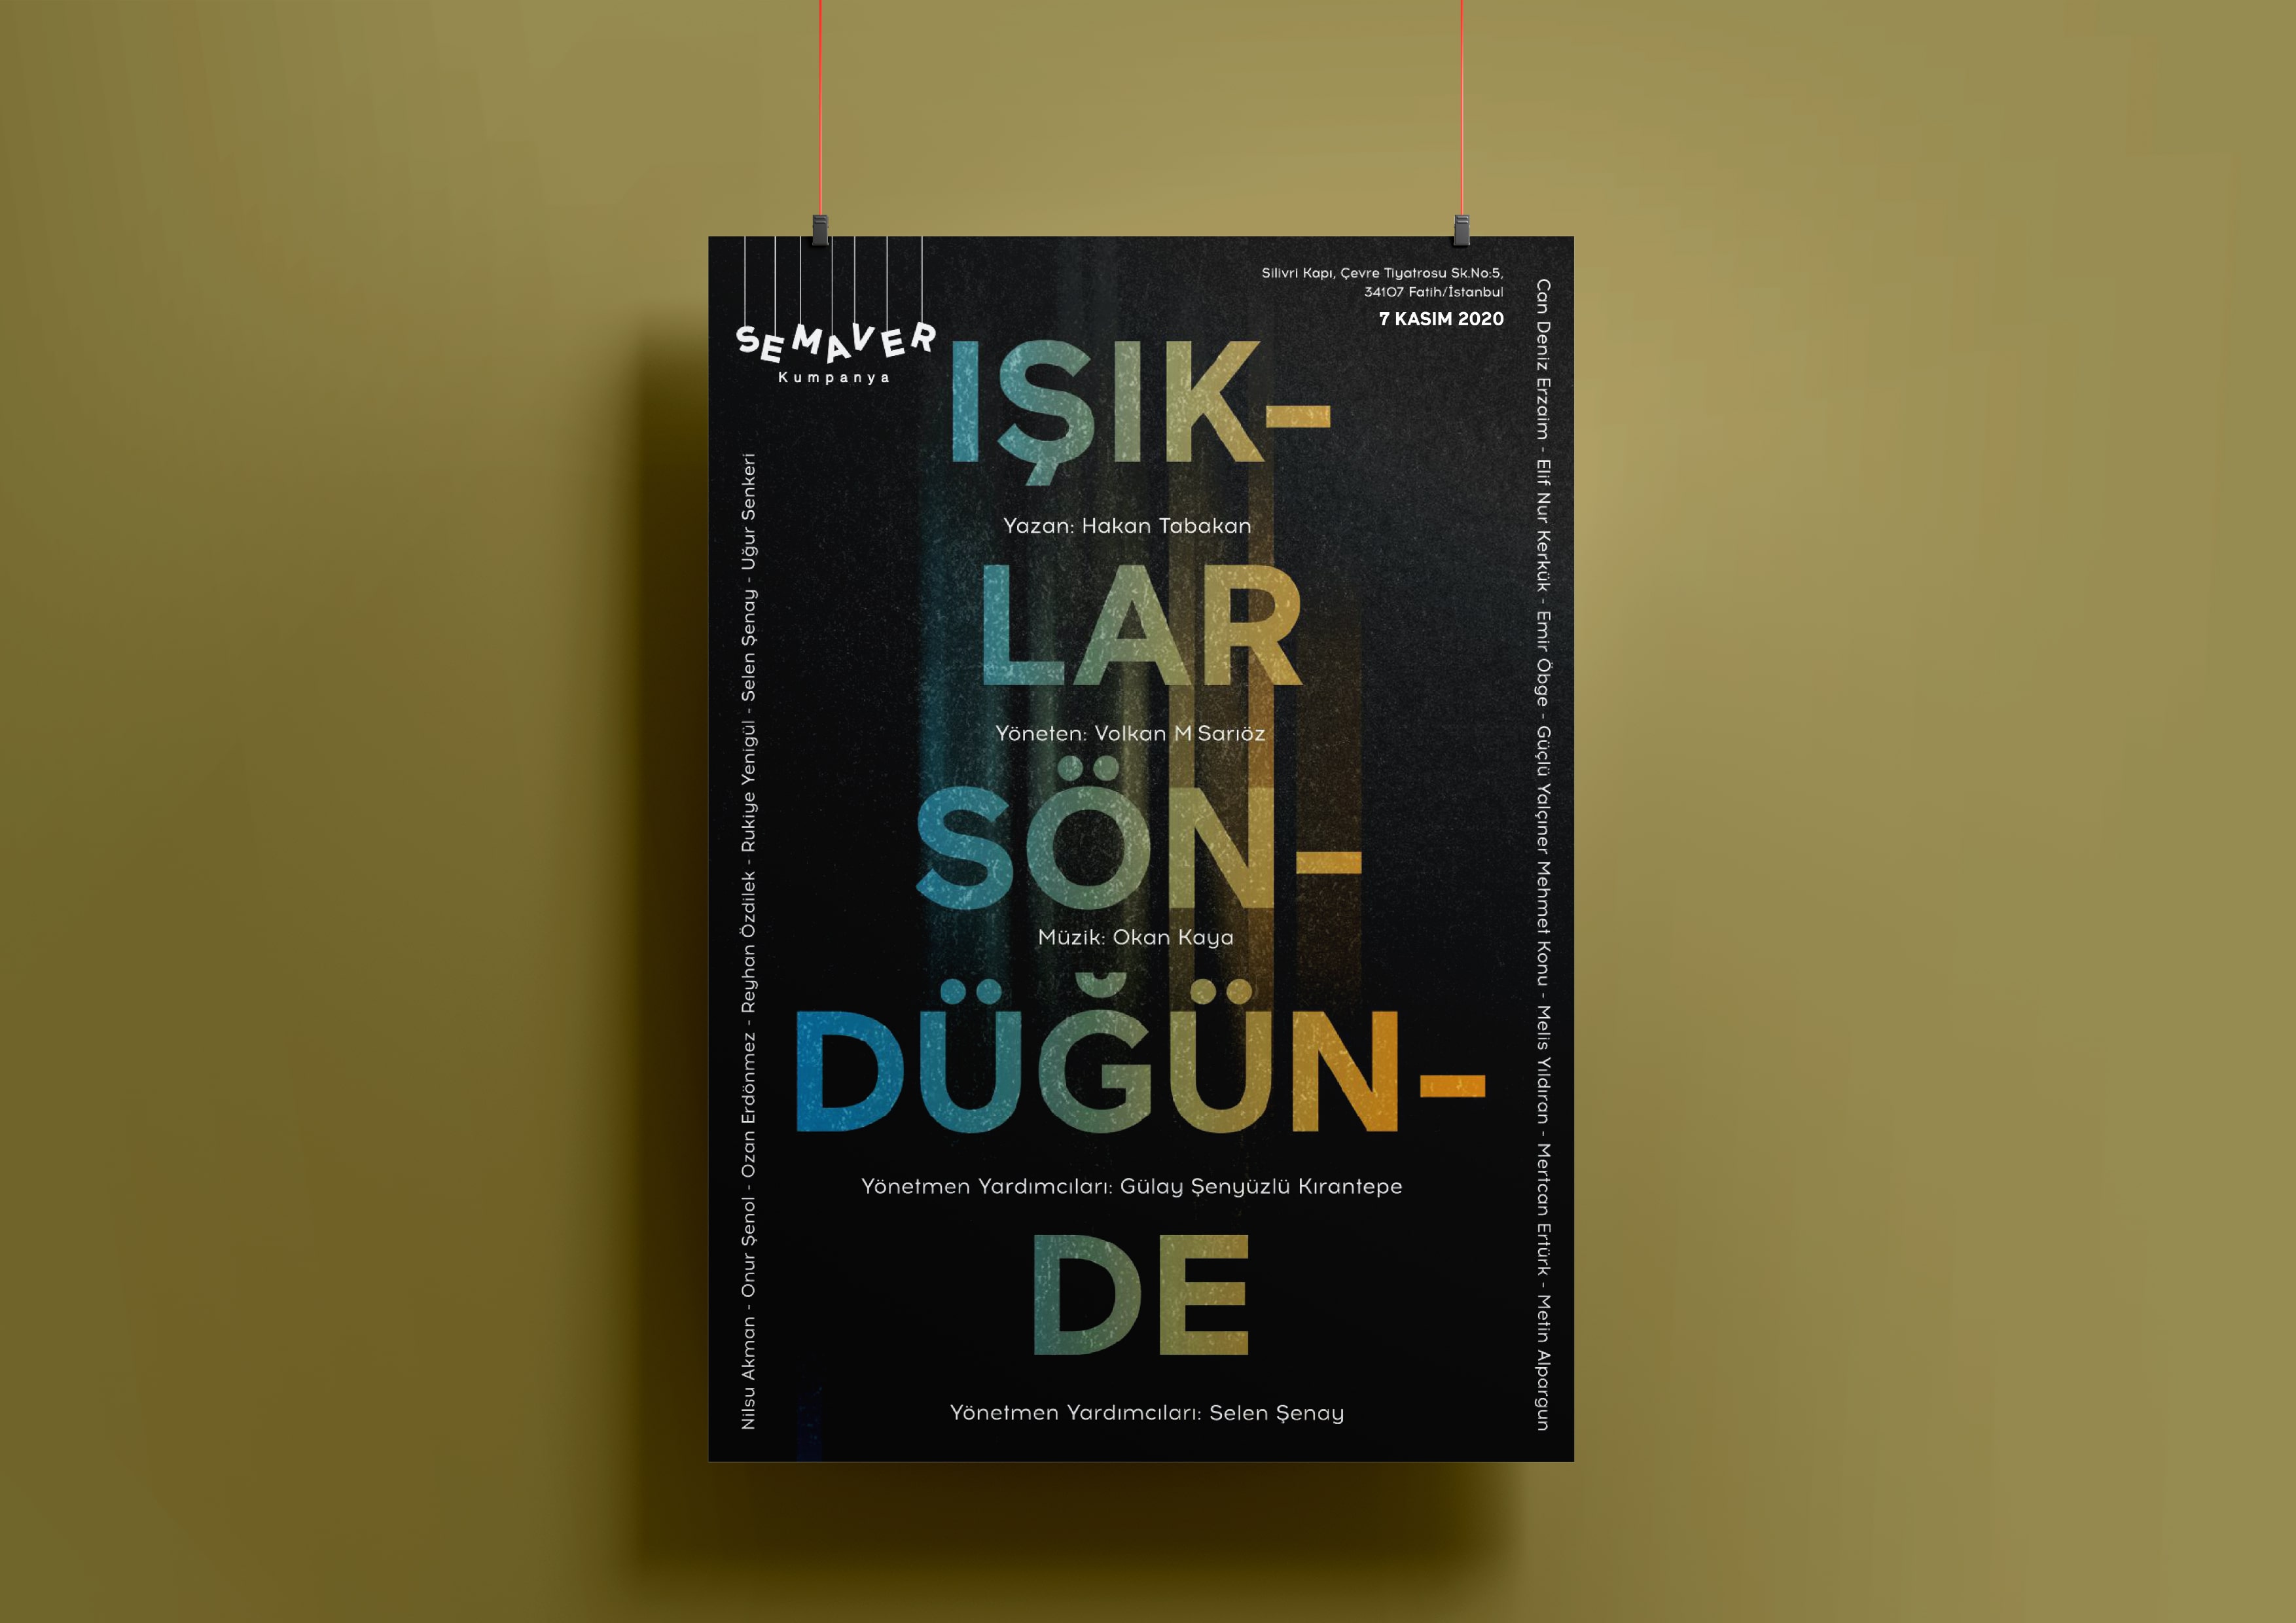 SEMAVER
Kumpanya
Silivri Kapı, Çevre Tiyatrosu Sk.No:5,
34107 Fatih/İstanbul
7 KASIM 2020
IŞIK-
Yazan: Hakan Tabakan
LAR
Yöneten: Volkan M Sarıöz
SÖN-
Müzik: Okan Kaya
DÜĞÜN-
Yönetmen Yardımcıları: Gülay Şenyüzlü Kırantepe
DE
Yönetmen Yardımcıları: Selen Şenay
Nilsu Akman - Onur Şenol - Ozan Erdönmez - Reyhan Özdilek - Rukiye Yenigül - Selen Şenay - Uğur Senkeri
Can Deniz Erzaim - Elif Nur Kerkük - Emir Öbge - Güçlü Yalçıner Mehmet Konu - Melis Yıldıran - Mertcan Ertürk - Metin Alpargun